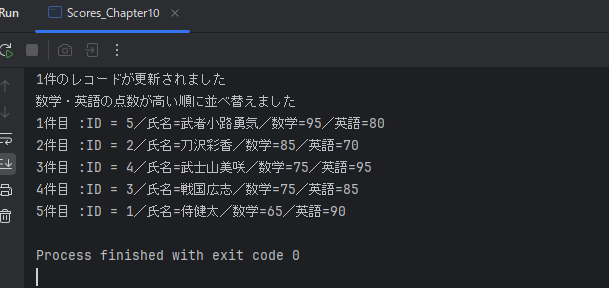 Run
Scores_Chapter10
1件のレコードが更新されました
数学・英語の点数が高い順に並べ替えました
1件目 :ID = 5／氏名=武者小路勇気／数学=95／英語=80
2件目 :ID = 2／氏名=刀沢彩香／数学=85／英語=70
3件目 :ID = 4／氏名=武士山美咲／数学=75／英語=95
4件目 :ID = 3／氏名=戦国広志／数学=75／英語=85
5件目 :ID = 1／氏名=侍健太／数学=65／英語=90
Process finished with exit code 0